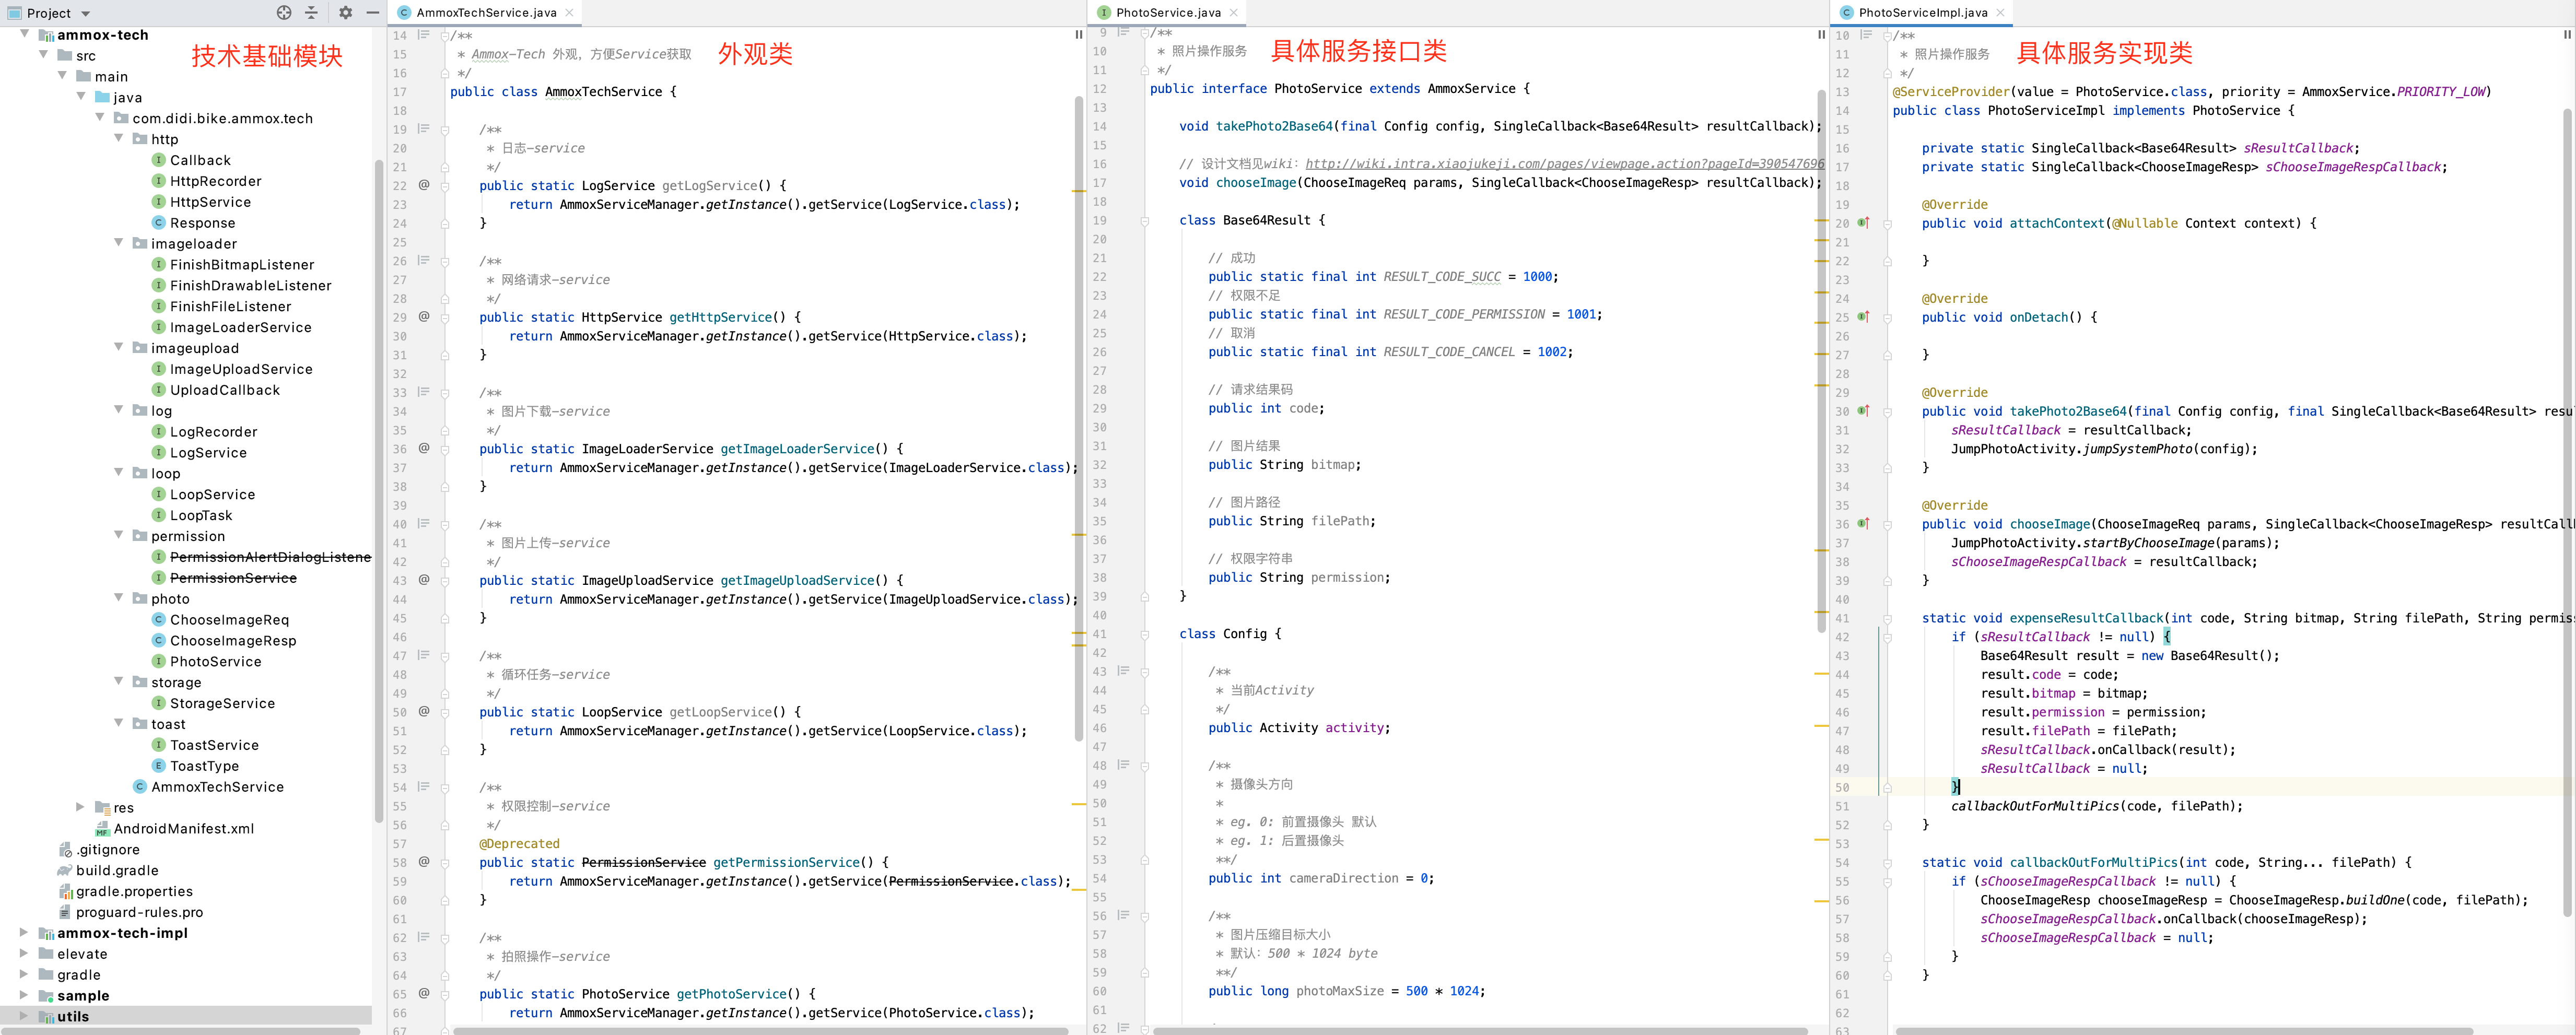 Project
ammox-tech
技术基础模块
src
main
java
com.didi.bike.ammox.tech
http
Callback
HttpRecorder
HttpService
Response
imageloader
FinishBitmapListener
FinishDrawableListener
FinishFileListener
ImageLoaderService
imageupload
ImageUploadService
UploadCallback
log
LogRecorder
LogService
loop
LoopService
LoopTask
permission
PermissionAlertDialogListene
PermissionService
photo
ChooseImageReq
ChooseImageResp
PhotoService
storage
StorageService
toast
ToastService
ToastType
AmmoxTechService
res
AndroidManifest.xml
.gitignore
build.gradle
gradle.properties
proguard-rules.pro
ammox-tech-impl
elevate
gradle
sample
utils
AmmoxTechService.java
外观类
14 /**
15 * Ammox-Tech 外观，方便Service获取
16 */
17 public class AmmoxTechService {
18
19 /**
20 * 日志-service
21 */
22 public static LogService getLogService() {
23 return AmmoxServiceManager.getInstance().getService(LogService.class);
24 }
25
26 /**
27 * 网络请求-service
28 */
29 public static HttpService getHttpService() {
30 return AmmoxServiceManager.getInstance().getService(HttpService.class);
31 }
32
33 /**
34 * 图片下载-service
35 */
36 public static ImageLoaderService getImageLoaderService() {
37 return AmmoxServiceManager.getInstance().getService(ImageLoaderService.class);
38 }
39
40 /**
41 * 图片上传-service
42 */
43 public static ImageUploadService getImageUploadService() {
44 return AmmoxServiceManager.getInstance().getService(ImageUploadService.class);
45 }
46
47 /**
48 * 循环任务-service
49 */
50 public static LoopService getLoopService() {
51 return AmmoxServiceManager.getInstance().getService(LoopService.class);
52 }
53
54 /**
55 * 权限控制-service
56 */
57 @Deprecated
58 public static PermissionService getPermissionService() {
59 return AmmoxServiceManager.getInstance().getService(PermissionService.class);
60 }
61
62 /**
63 * 拍照操作-service
64 */
65 public static PhotoService getPhotoService() {
66 return AmmoxServiceManager.getInstance().getService(PhotoService.class);
67
PhotoService.java
具体服务接口类
9 /**
10 * 照片操作服务
11 */
12 public interface PhotoService extends AmmoxService {
13
14 void takePhoto2Base64(final Config config, SingleCallback<Base64Result> resultCallback);
15
16 // 设计文档见wiki：http://wiki.intra.xiaojukeji.com/pages/viewpage.action?pageId=390547696
17 void chooseImage(ChooseImageReq params, SingleCallback<ChooseImageResp> resultCallback);
18
19 class Base64Result {
20
21 // 成功
22 public static final int RESULT_CODE_SUCC = 1000;
23 // 权限不足
24 public static final int RESULT_CODE_PERMISSION = 1001;
25 // 取消
26 public static final int RESULT_CODE_CANCEL = 1002;
27
28 // 请求结果码
29 public int code;
30
31 // 图片结果
32 public String bitmap;
33
34 // 图片路径
35 public String filePath;
36
37 // 权限字符串
38 public String permission;
39 }
40
41 class Config {
42
43 /**
44 * 当前Activity
45 */
46 public Activity activity;
47
48 /**
49 * 摄像头方向
50 *
51 * eg. 0: 前置摄像头 默认
52 * eg. 1: 后置摄像头
53 **/
54 public int cameraDirection = 0;
55
56 /**
57 * 图片压缩目标大小
58 * 默认：500 * 1024 byte
59 **/
60 public long photoMaxSize = 500 * 1024;
61
62
PhotoServiceImpl.java
具体服务实现类
10 /**
11 * 照片操作服务
12 */
13 @ServiceProvider(value = PhotoService.class, priority = AmmoxService.PRIORITY_LOW)
14 public class PhotoServiceImpl implements PhotoService {
15
16 private static SingleCallback<Base64Result> sResultCallback;
17 private static SingleCallback<ChooseImageResp> sChooseImageRespCallback;
18
19 @Override
20 public void attachContext(@Nullable Context context) {
21
22 }
23
24 @Override
25 public void onDetach() {
26
27 }
28
29 @Override
30 public void takePhoto2Base64(final Config config, final SingleCallback<Base64Result> resu
31 sResultCallback = resultCallback;
32 JumpPhotoActivity.jumpSystemPhoto(config);
33 }
34
35 @Override
36 public void chooseImage(ChooseImageReq params, SingleCallback<ChooseImageResp> resultCall
37 JumpPhotoActivity.startByChooseImage(params);
38 sChooseImageRespCallback = resultCallback;
39 }
40
41 static void expenseResultCallback(int code, String bitmap, String filePath, String permis
42 if (sResultCallback != null) {
43 Base64Result result = new Base64Result();
44 result.code = code;
45 result.bitmap = bitmap;
46 result.permission = permission;
47 result.filePath = filePath;
48 sResultCallback.onCallback(result);
49 sResultCallback = null;
50 }
51 callbackOutForMultiPics(code, filePath);
52 }
53
54 static void callbackOutForMultiPics(int code, String... filePath) {
55 if (sChooseImageRespCallback != null) {
56 ChooseImageResp chooseImageResp = ChooseImageResp.buildOne(code, filePath);
57 sChooseImageRespCallback.onCallback(chooseImageResp);
58 sChooseImageRespCallback = null;
59 }
60 }
61
62
63